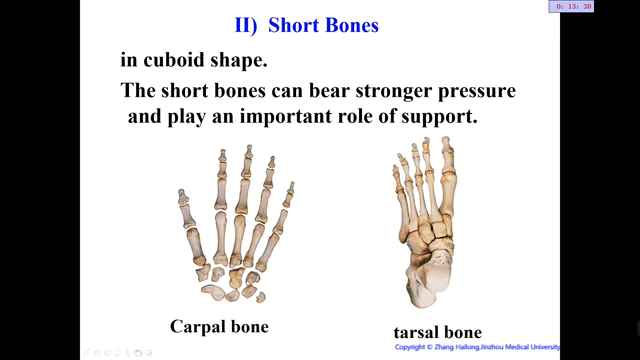 0: 13: 30
II) Short Bones
in cuboid shape.
The short bones can bear stronger pressure
and play an important role of support.
Carpal bone
tarsal bone
Copyright © Zhang Hailong,Jinzhou Medical University